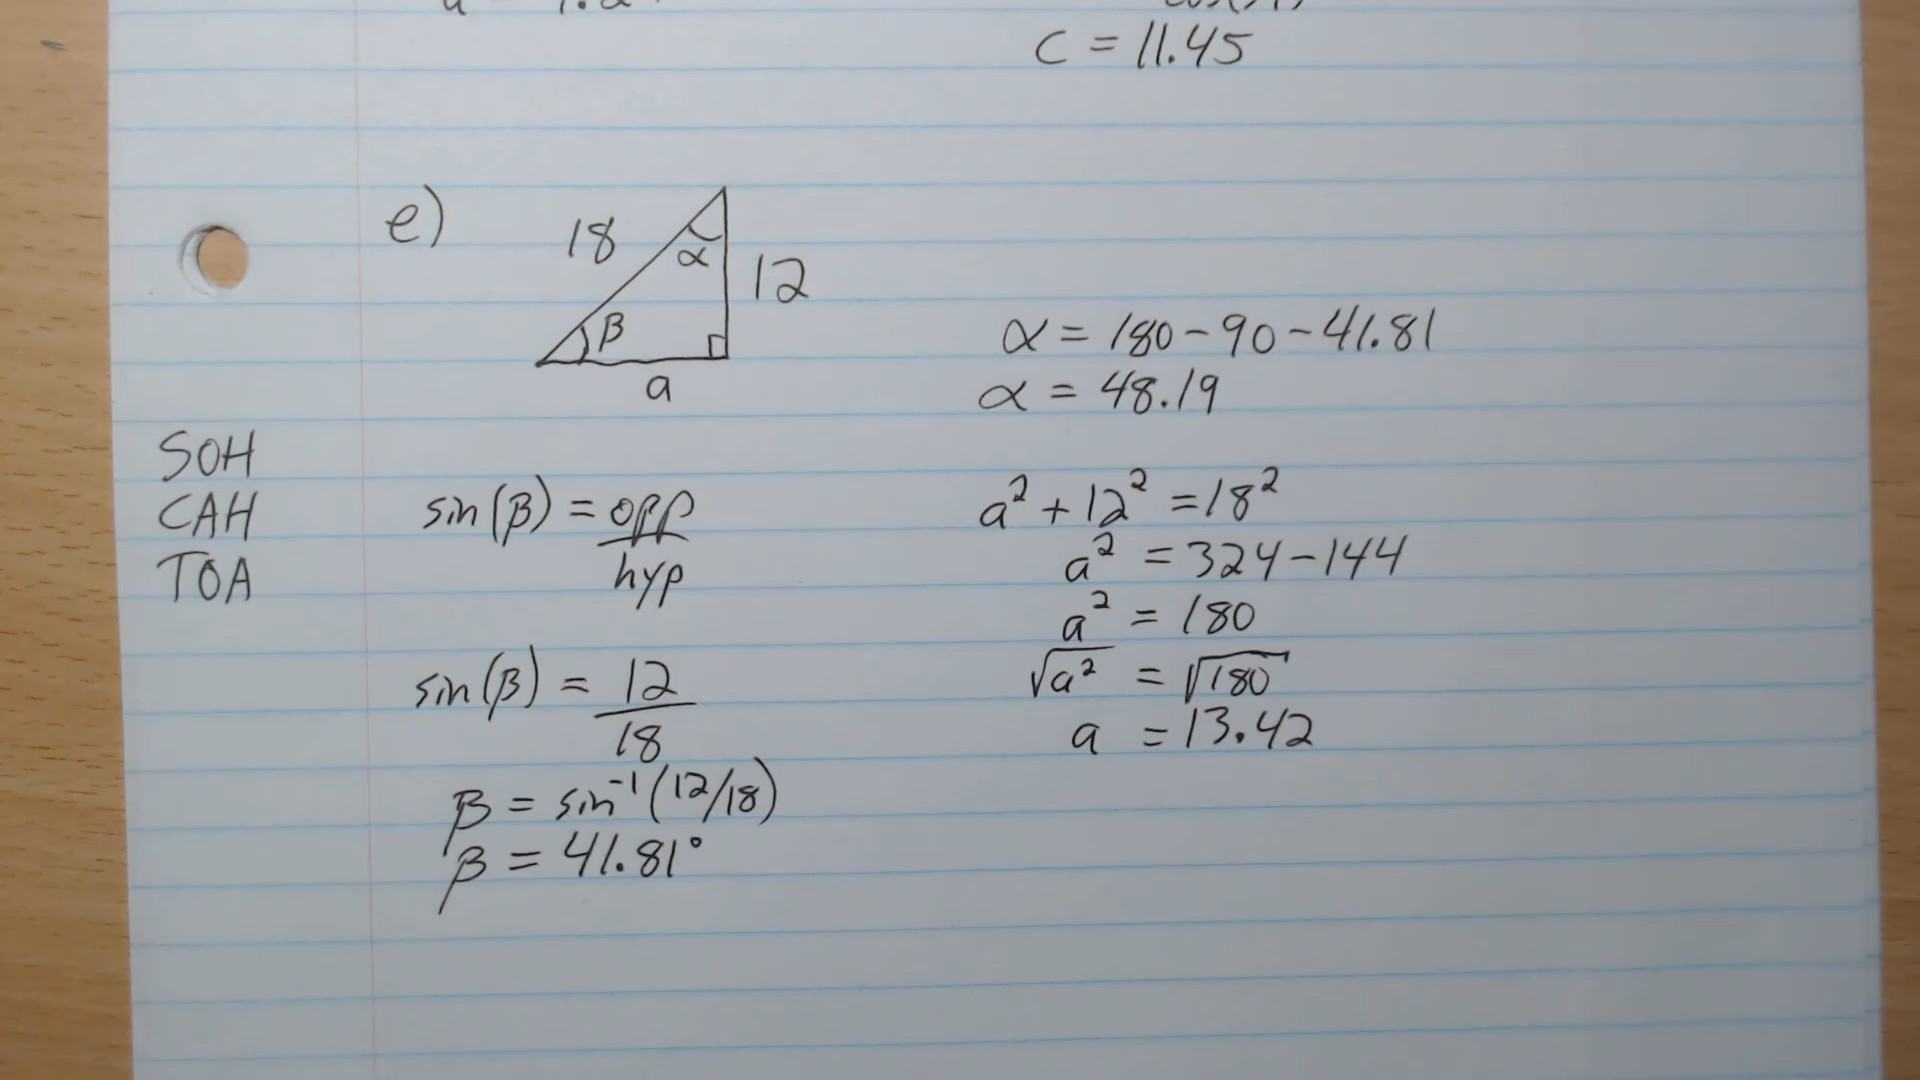 C = 11.45
e)
18
α
12
β
a
SOH
CAH
TOA
sin(β) = opp
hyp
sin(β) = 12
18
β = sin⁻¹(12/18)
β = 41.81°
α = 180 - 90 - 41.81
α = 48.19
a² + 12² = 18²
a² = 324 - 144
a² = 180
√a² = √180
a = 13.42